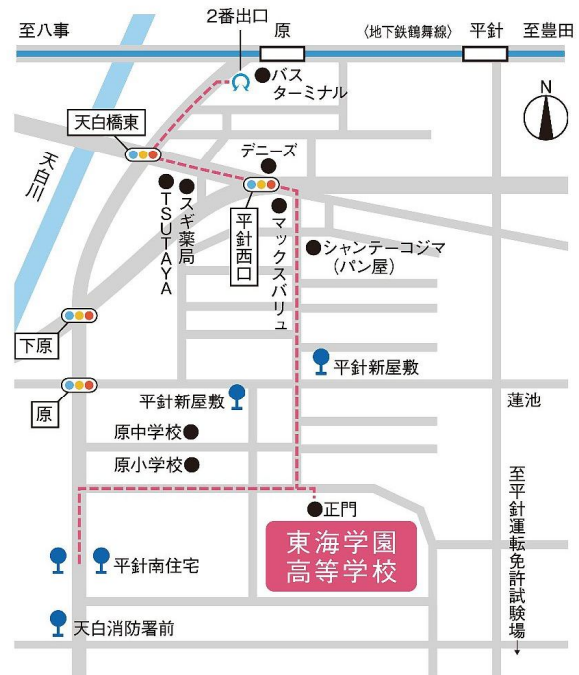 2番出口
至八事
原
〈地下鉄鶴舞線〉
平針
至豊田
バス
ターミナル
N
天白橋東
天白川
デニーズ
TSUTAYA
スギ薬局
平針西口
マックスバリュ
シャンテーコジマ
(パン屋)
下原
平針新屋敷
原
平針新屋敷
蓮池
原中学校
原小学校
至平針運転免許試験場→
正門
東海学園
高等学校
平針南住宅
天白消防署前